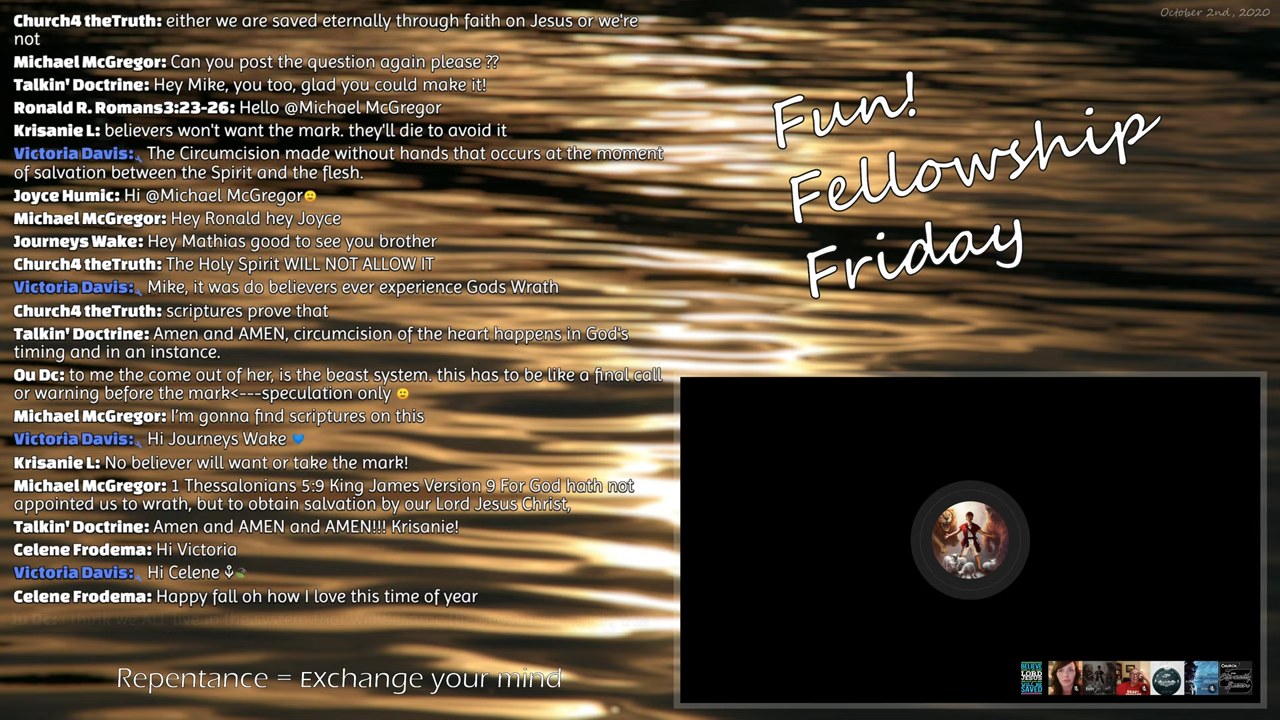 Church4 theTruth: either we are saved eternally through faith on Jesus or we're
not
Michael McGregor: Can you post the question again please ??
Talkin' Doctrine: Hey Mike, you too, glad you could make it!
Ronald R. Romans3:23-26: Hello @Michael McGregor
Krisanie L: believers won't want the mark. they'll die to avoid it
Victoria Davis: The Circumcision made without hands that occurs at the moment
of salvation between the Spirit and the flesh.
Joyce Humic: Hi @Michael McGregor🙂
Michael McGregor: Hey Ronald hey Joyce
Journeys Wake: Hey Mathias good to see you brother
Church4 theTruth: The Holy Spirit WILL NOT ALLOW IT
Victoria Davis: Mike, it was do believers ever experience Gods Wrath
Church4 theTruth: scriptures prove that
Talkin' Doctrine: Amen and AMEN, circumcision of the heart happens in God's
timing and in an instance.
Ou Dc: to me the come out of her, is the beast system. this has to be like a final call
or warning before the mark<---speculation only 🙂
Michael McGregor: I'm gonna find scriptures on this
Victoria Davis: Hi Journeys Wake 💙
Krisanie L: No believer will want or take the mark!
Michael McGregor: 1 Thessalonians 5:9 King James Version 9 For God hath not
appointed us to wrath, but to obtain salvation by our Lord Jesus Christ,
Talkin' Doctrine: Amen and AMEN and AMEN!!! Krisanie!
Celene Frodema: Hi Victoria
Victoria Davis: Hi Celene ⚓
Celene Frodema: Happy fall oh how I love this time of year
Repentance = Exchange your mind
October 2nd, 2020
Fun!
Fellowship
Friday
BELIEVE
LORD
JESUS
SAVED